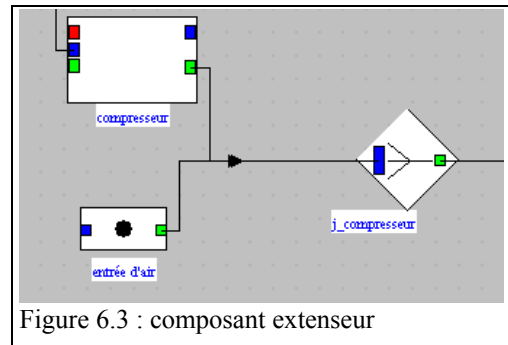 compresseur
j_compresseur
entrée d'air
Figure 6.3 : composant extenseur